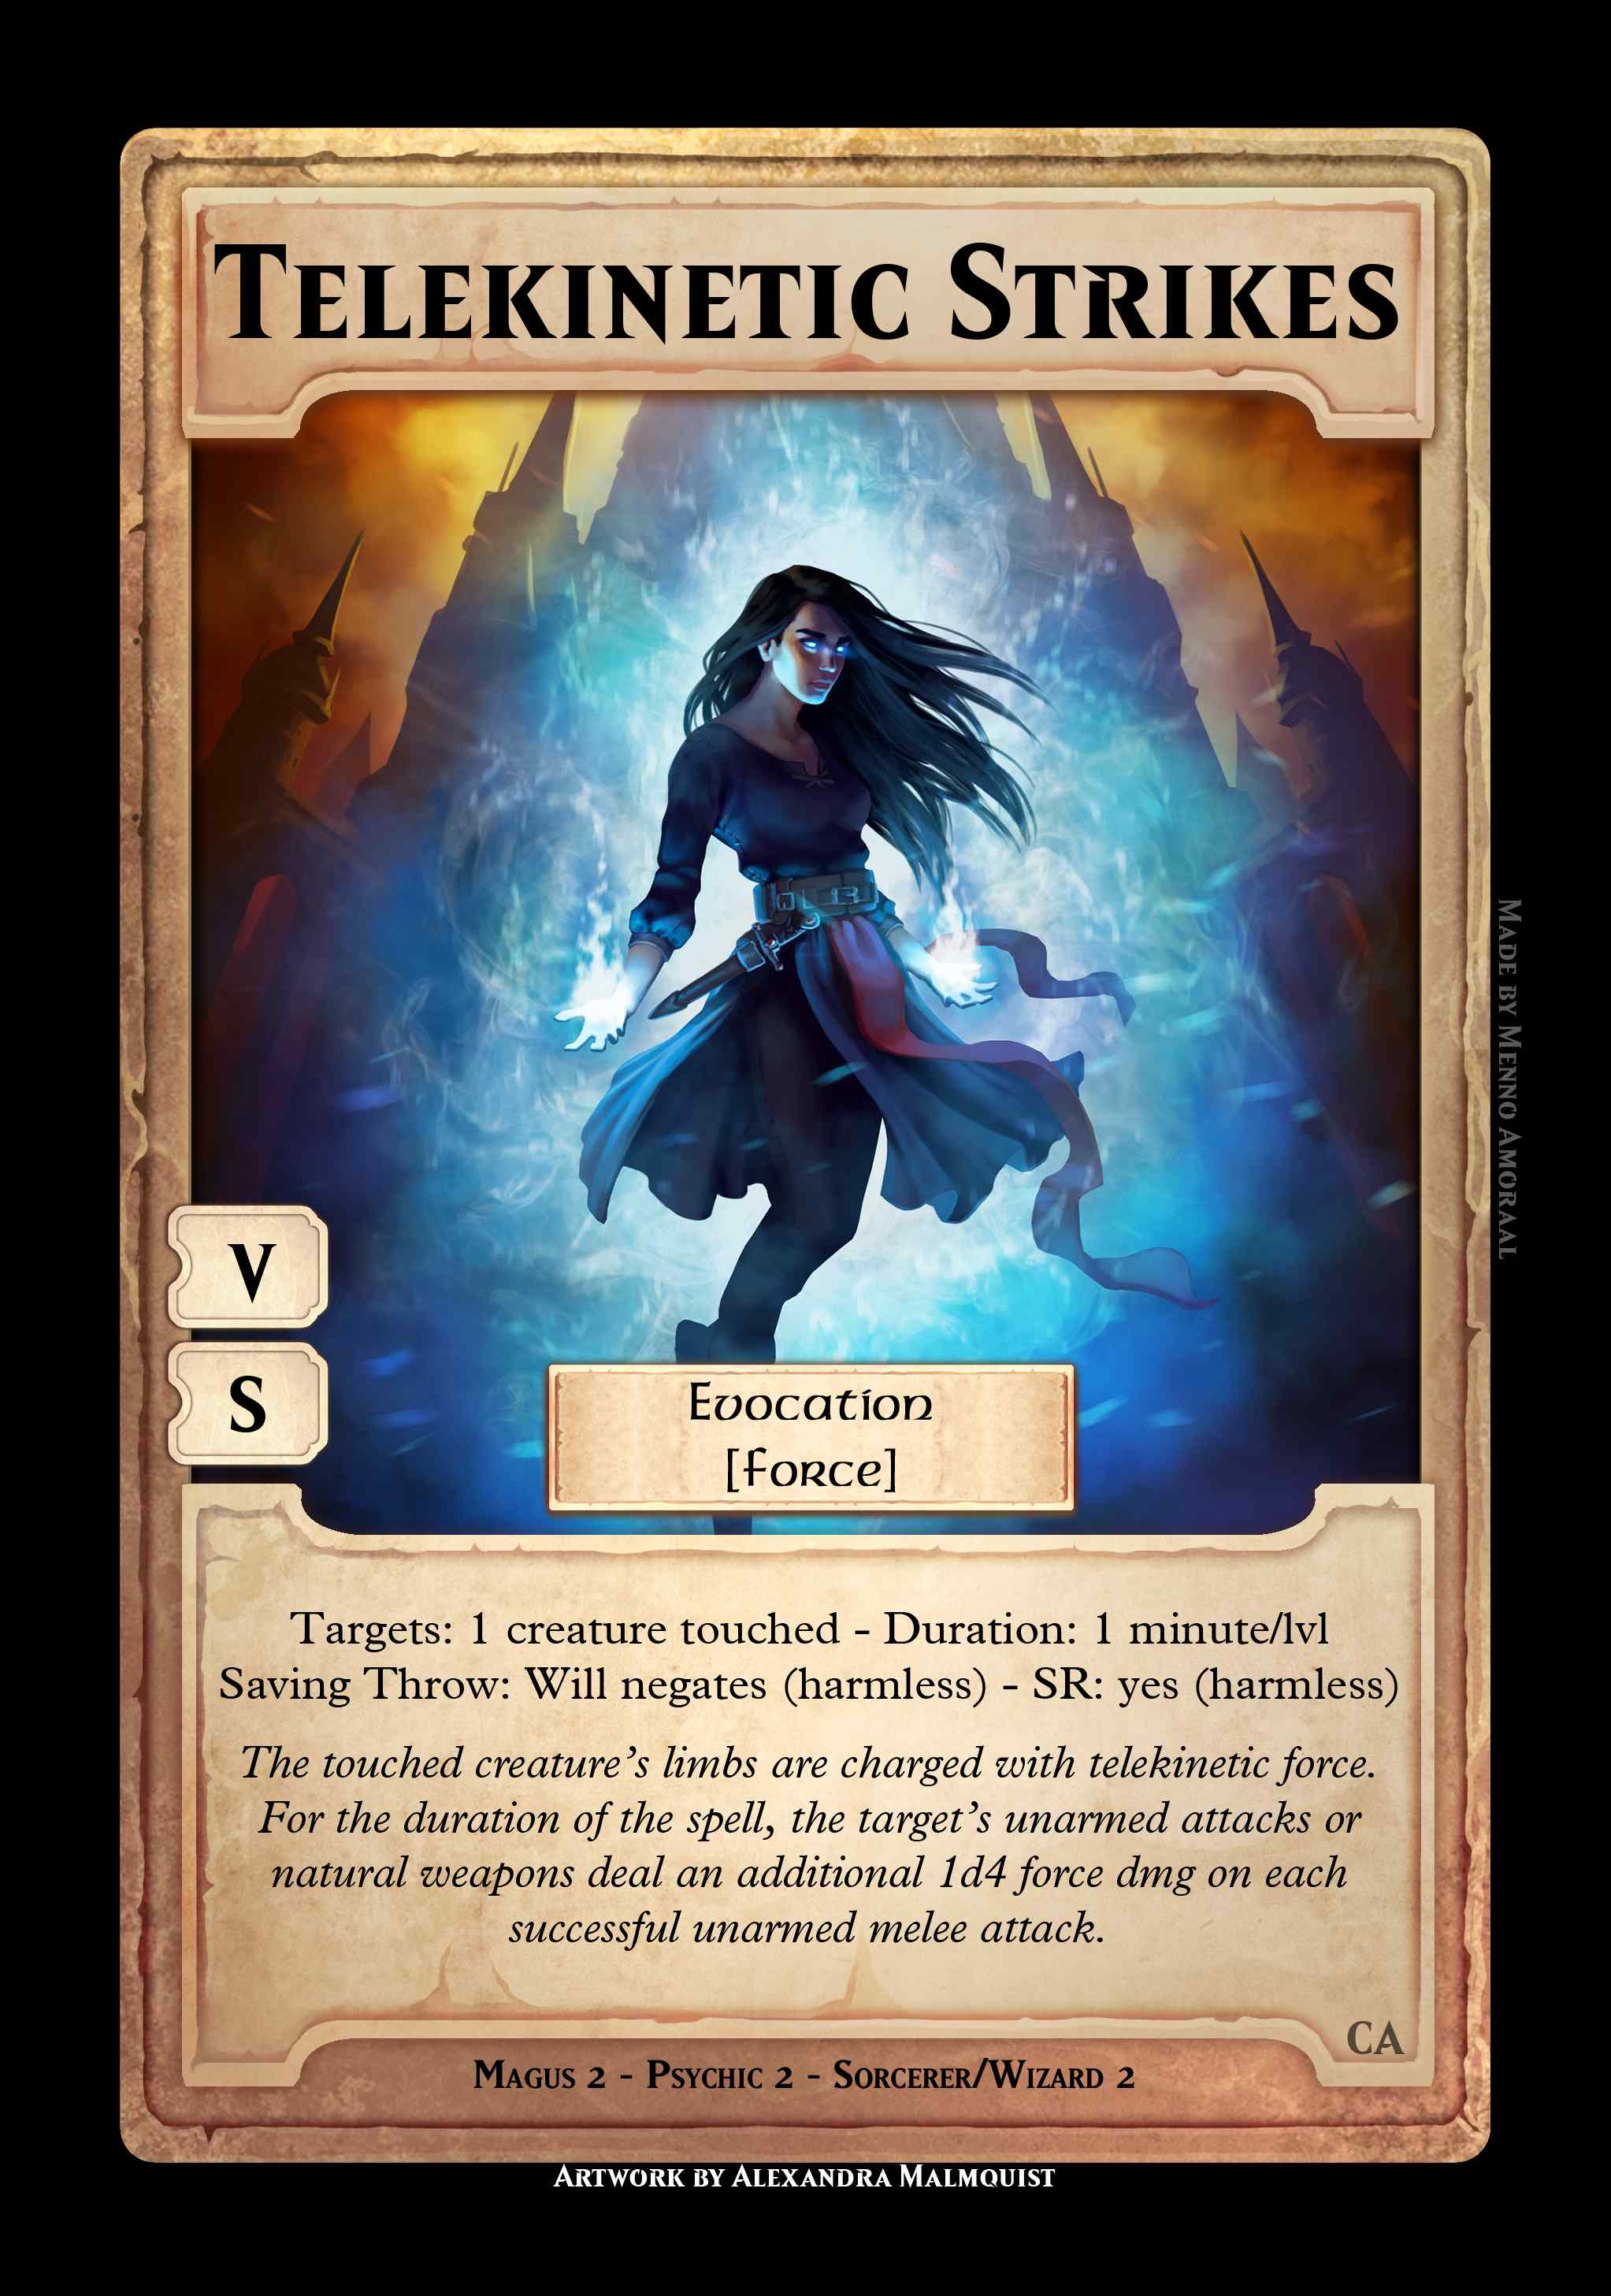 Telekinetic Strikes
V
S
Evocation
[Force]
Targets: 1 creature touched - Duration: 1 minute/lvl
Saving Throw: Will negates (harmless) - SR: yes (harmless)
The touched creature's limbs are charged with telekinetic force.
For the duration of the spell, the target's unarmed attacks or
natural weapons deal an additional 1d4 force dmg on each
successful unarmed melee attack.
CA
Magus 2 - Psychic 2 - Sorcerer/Wizard 2
Artwork by Alexandra Malmquist
Made by Menno Amoraal